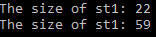 The size of st1: 22
The size of st1: 59